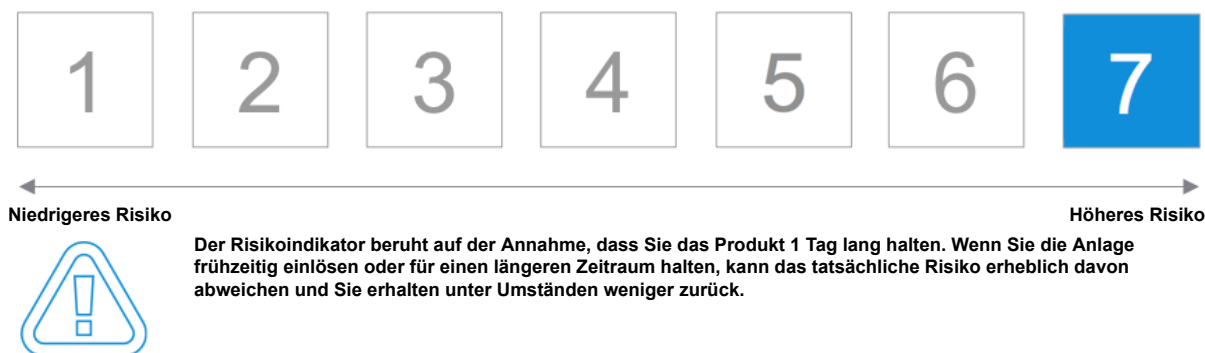 1 2 3 4 5 6 7
Niedrigeres Risiko Höheres Risiko
Der Risikoindikator beruht auf der Annahme, dass Sie das Produkt 1 Tag lang halten. Wenn Sie die Anlage
frühzeitig einlösen oder für einen längeren Zeitraum halten, kann das tatsächliche Risiko erheblich davon
abweichen und Sie erhalten unter Umständen weniger zurück.